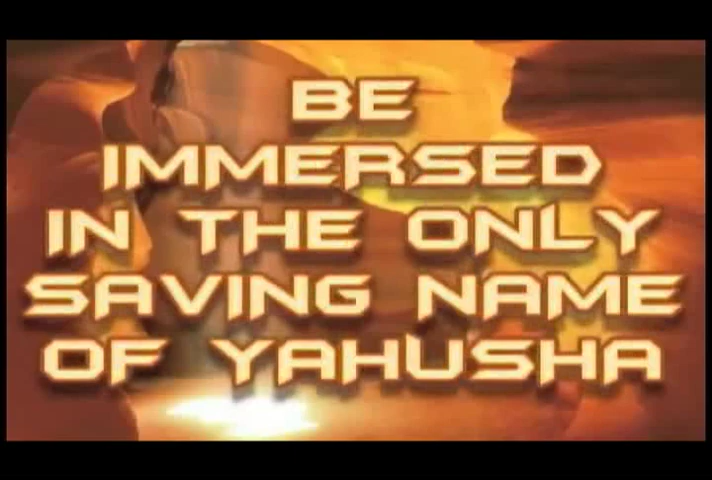 BE
IMMERSED
IN THE ONLY
SAVING NAME
OF YAHUSHA